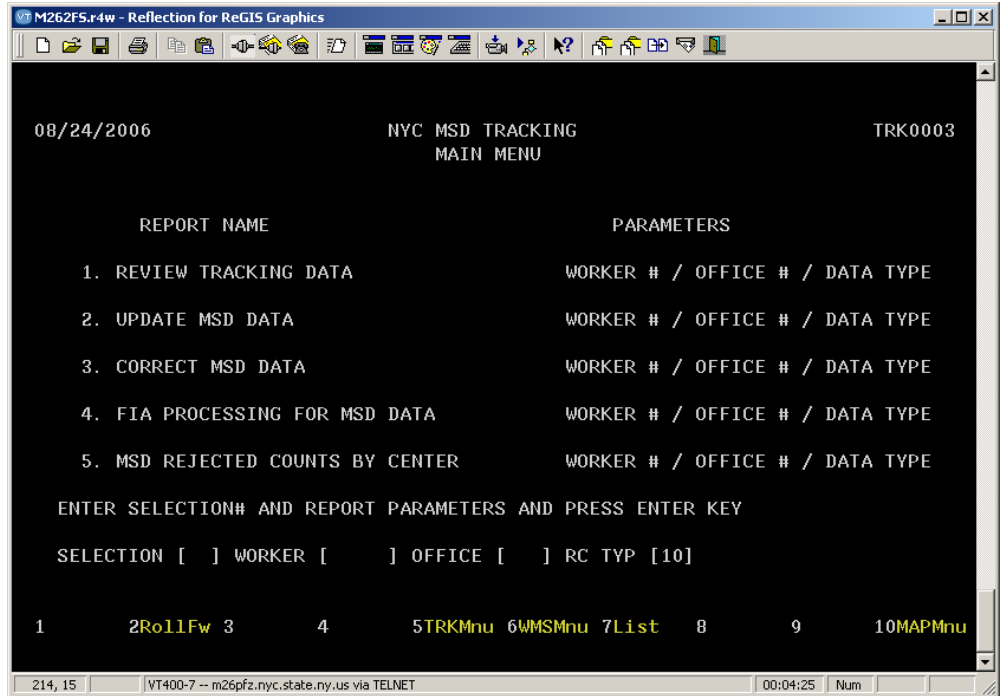 M262FS.r4w - Reflection for ReGIS Graphics
08/24/2006 NYC MSD TRACKING TRK0003
MAIN MENU
REPORT NAME PARAMETERS
1. REVIEW TRACKING DATA WORKER # / OFFICE # / DATA TYPE
2. UPDATE MSD DATA WORKER # / OFFICE # / DATA TYPE
3. CORRECT MSD DATA WORKER # / OFFICE # / DATA TYPE
4. FIA PROCESSING FOR MSD DATA WORKER # / OFFICE # / DATA TYPE
5. MSD REJECTED COUNTS BY CENTER WORKER # / OFFICE # / DATA TYPE
ENTER SELECTION# AND REPORT PARAMETERS AND PRESS ENTER KEY
SELECTION [  ] WORKER [     ] OFFICE [   ] RC TYP [10]
1 2RollFw 3 4 5TRKMnu 6WMSMnu 7List 8 9 10MAPMnu
214, 15 VT400-7 -- m26pfz.nyc.state.ny.us via TELNET 00:04:25 Num